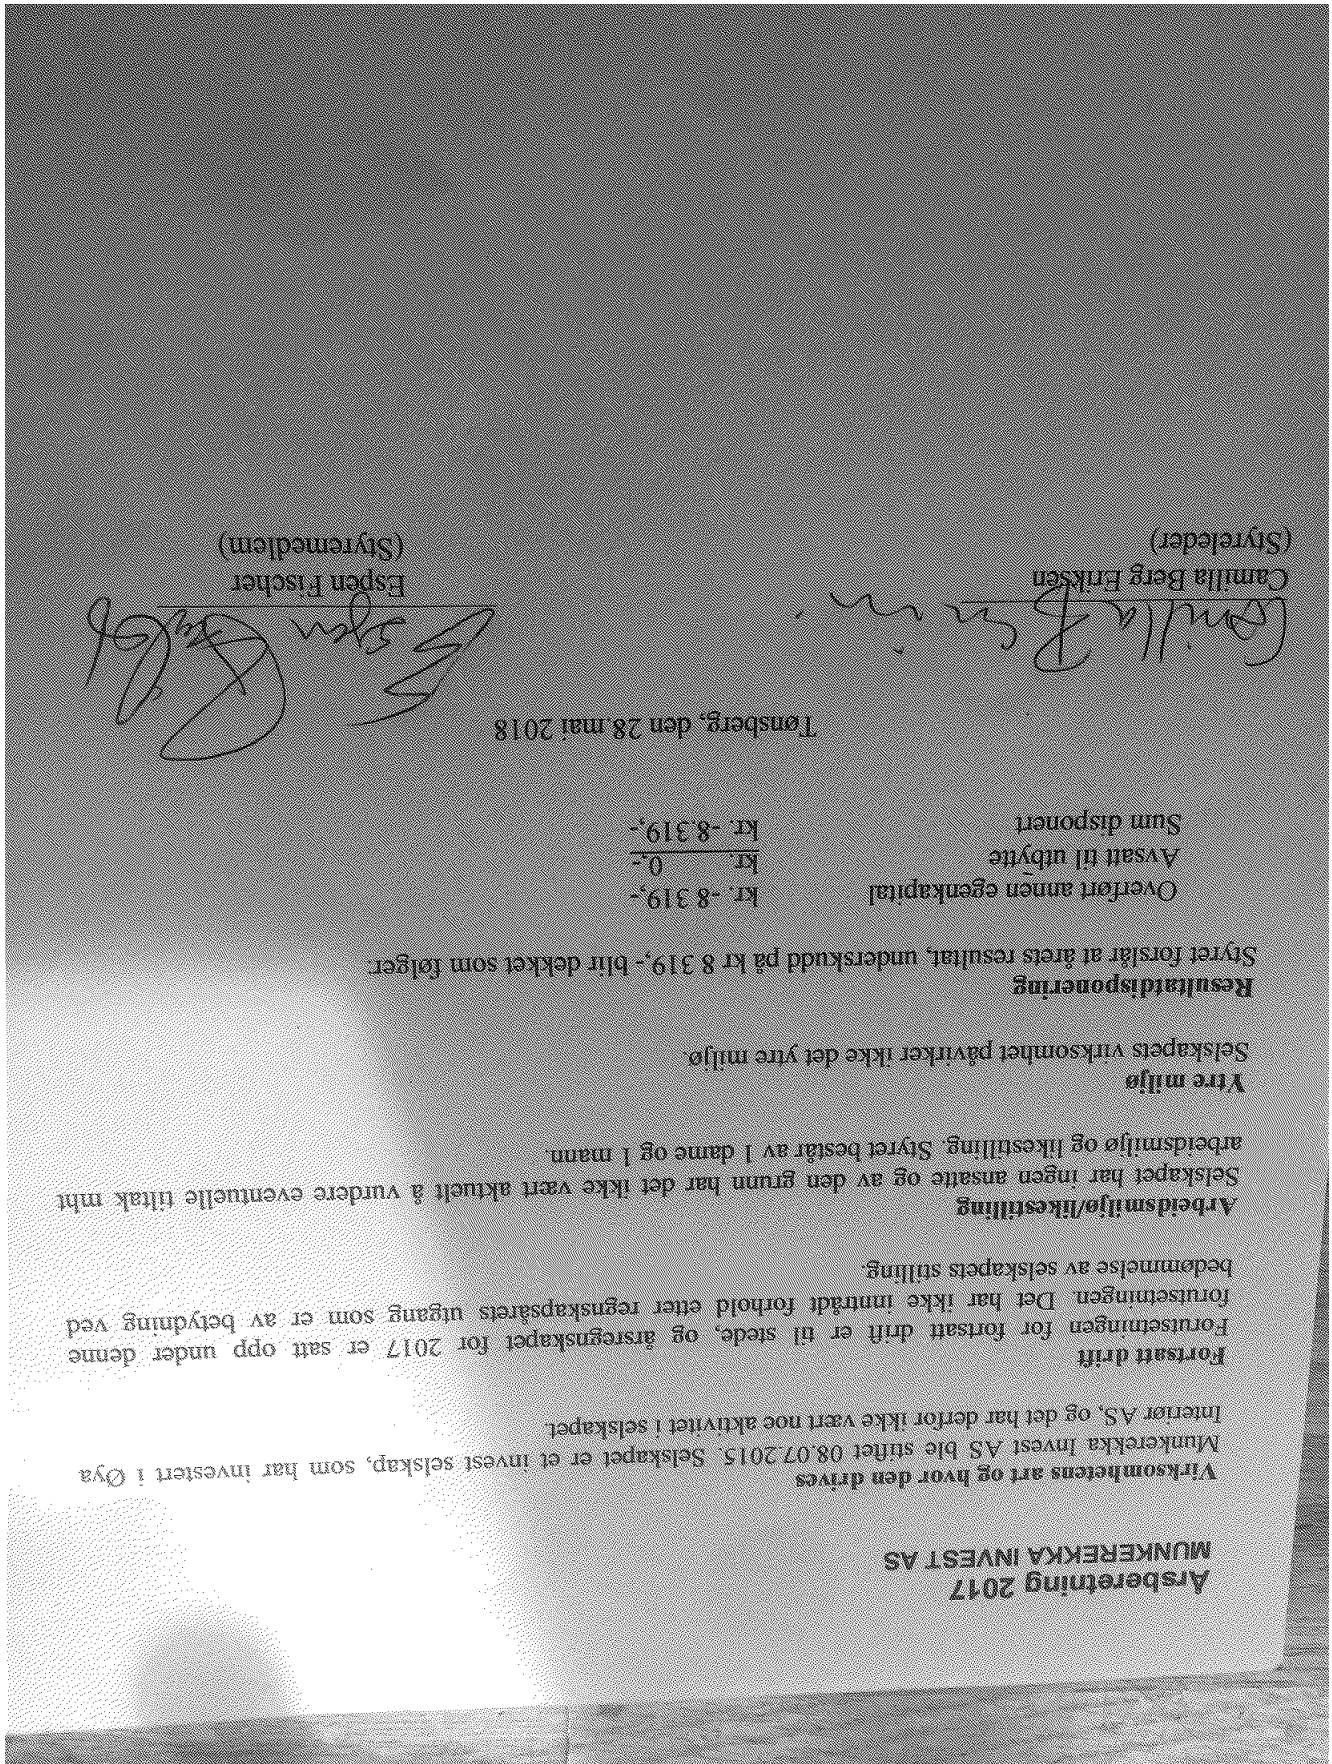 Årsberetning 2017
MUNKEREKKA INVEST AS
Virksomhetens art og hvor den drives
Munkerekka Invest AS ble stiftet 08.07.2015. Selskapet er et invest selskap, som har investert i Øya
Interiør AS, og det har derfor ikke vært noe aktivitet i selskapet.
Fortsatt drift
Forutsetningen for fortsatt drift er til stede, og årsregnskapet for 2017 er satt opp under denne
forutsetningen. Det har ikke inntrådt forhold etter regnskapsårets utgang som er av betydning ved
bedømmelse av selskapets stilling.
Arbeidsmiljø/likestilling
Selskapet har ingen ansatte og av den grunn har det ikke vært aktuelt å vurdere eventuelle tiltak mht
arbeidsmiljø og likestilling. Styret består av 1 dame og 1 mann.
Ytre miljø
Selskapets virksomhet påvirker ikke det ytre miljø.
Resultatdisponering
Styret forslår at årets resultat, underskudd på kr 8 319,- blir dekket som følger:
Overført annen egenkapital kr. -8 319,-
Avsatt til utbytte kr. 0,-
Sum disponert kr. -8.319,-
Tønsberg, den 28.mai 2018
Camilla B Espen
Camilla Berg Eriksen Espen Fischer
(Styreleder) (Styremedlem)